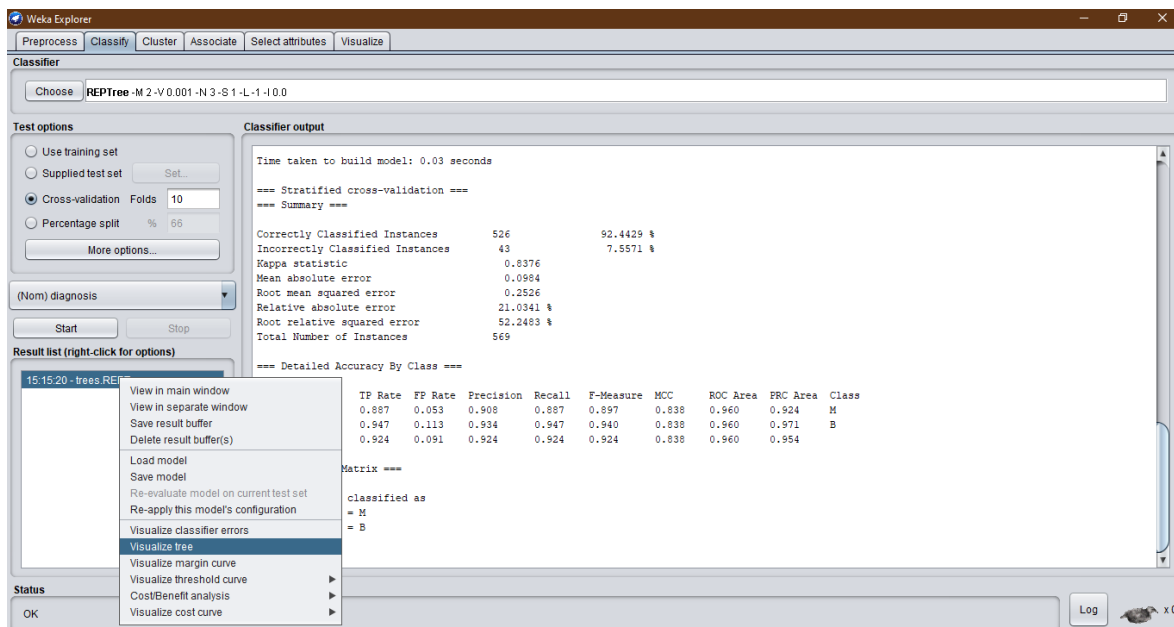 Weka Explorer
Preprocess Classify Cluster Associate Select attributes Visualize
Classifier
Choose REPTree -M 2 -V 0.001 -N 3 -S 1 -L -1 -I 0.0
Test options
Use training set
Supplied test set Set...
Cross-validation Folds 10
Percentage split % 66
More options...
(Nom) diagnosis
Start Stop
Result list (right-click for options)
15:15:20 - trees.REPT
View in main window
View in separate window
Save result buffer
Delete result buffer(s)
Load model
Save model
Re-evaluate model on current test set
Re-apply this model's configuration
Visualize classifier errors
Visualize tree
Visualize margin curve
Visualize threshold curve
Cost/Benefit analysis
Visualize cost curve
Classifier output
Time taken to build model: 0.03 seconds
=== Stratified cross-validation ===
=== Summary ===
Correctly Classified Instances 526 92.4429 %
Incorrectly Classified Instances 43 7.5571 %
Kappa statistic 0.8376
Mean absolute error 0.0984
Root mean squared error 0.2526
Relative absolute error 21.0341 %
Root relative squared error 52.2483 %
Total Number of Instances 569
=== Detailed Accuracy By Class ===
TP Rate FP Rate Precision Recall F-Measure MCC ROC Area PRC Area Class
0.887 0.053 0.908 0.887 0.897 0.838 0.960 0.924 M
0.947 0.113 0.934 0.947 0.940 0.838 0.960 0.971 B
0.924 0.091 0.924 0.924 0.924 0.838 0.960 0.954
Matrix ===
classified as
= M
= B
Status
OK
Log
x 0